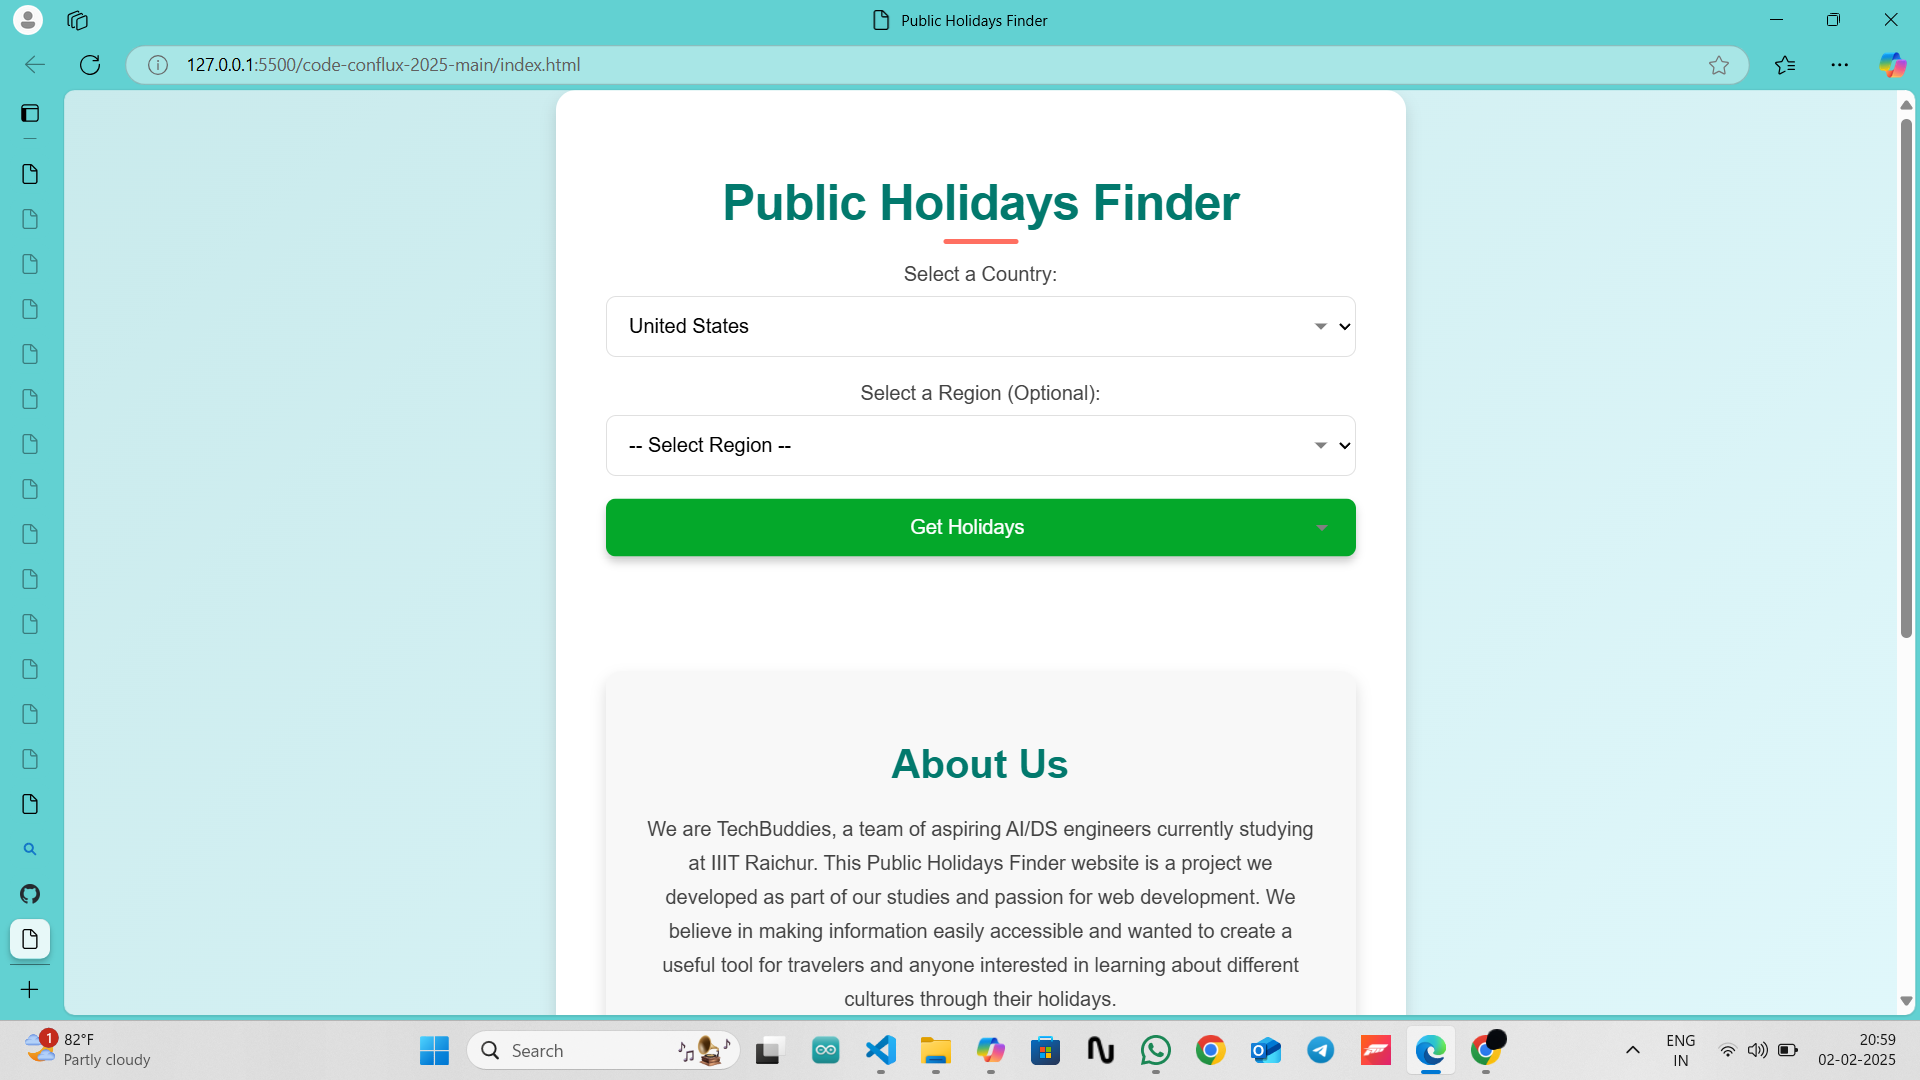 Public Holidays Finder
127.0.0.1:5500/code-conflux-2025-main/index.html
Public Holidays Finder
Select a Country:
United States
Select a Region (Optional):
-- Select Region --
Get Holidays
About Us
We are TechBuddies, a team of aspiring AI/DS engineers currently studying
at IIIT Raichur. This Public Holidays Finder website is a project we
developed as part of our studies and passion for web development. We
believe in making information easily accessible and wanted to create a
useful tool for travelers and anyone interested in learning about different
cultures through their holidays.
1
82°F
Partly cloudy
Search
ENG
IN
20:59
02-02-2025